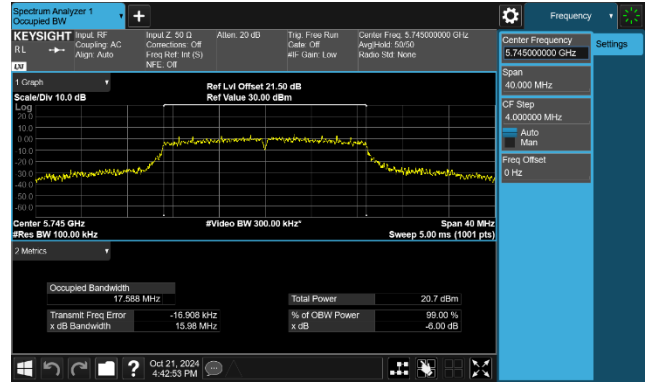 Spectrum Analyzer 1
Occupied BW
Frequency
KEYSIGHT
RL
Input: RF
Coupling: AC
Align: Auto
Input Z: 50 Ω
Corrections: Off
Freq Ref: Int (S)
NFE: Off
Atten: 20 dB
Trig: Free Run
Gate: Off
#IF Gain: Low
Center Freq: 5.745000000 GHz
Avg|Hold: 50/50
Radio Std: None
LXI
1 Graph
Scale/Div 10.0 dB
Ref Lvl Offset 21.50 dB
Ref Value 30.00 dBm
Log
20.0
10.0
0.00
-10.0
-20.0
-30.0
-40.0
-50.0
-60.0
Center 5.745 GHz
#Res BW 100.00 kHz
#Video BW 300.00 kHz*
Span 40 MHz
Sweep 5.00 ms (1001 pts)
2 Metrics
Occupied Bandwidth
17.588 MHz
Total Power
20.7 dBm
Transmit Freq Error
-16.908 kHz
% of OBW Power
99.00 %
x dB Bandwidth
15.98 MHz
x dB
-6.00 dB
Oct 21, 2024
4:42:53 PM
Center Frequency
5.745000000 GHz
Settings
Span
40.000 MHz
CF Step
4.000000 MHz
Auto
Man
Freq Offset
0 Hz